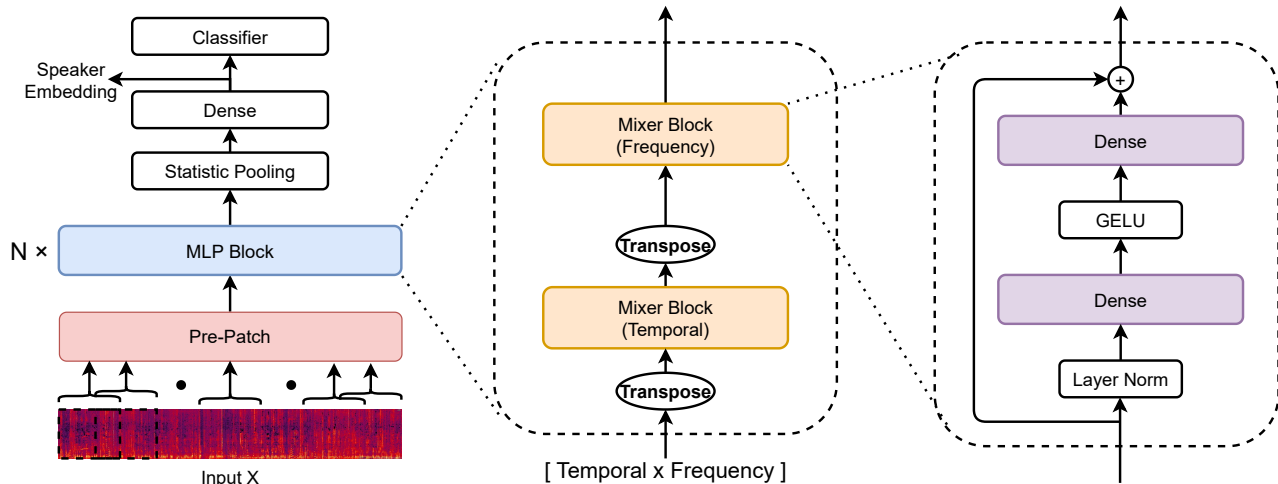 Classifier
Speaker
Embedding
Dense
Statistic Pooling
N ×
MLP Block
Pre-Patch
Input X
Mixer Block
(Frequency)
Transpose
Mixer Block
(Temporal)
Transpose
[ Temporal x Frequency ]
+
Dense
GELU
Dense
Layer Norm